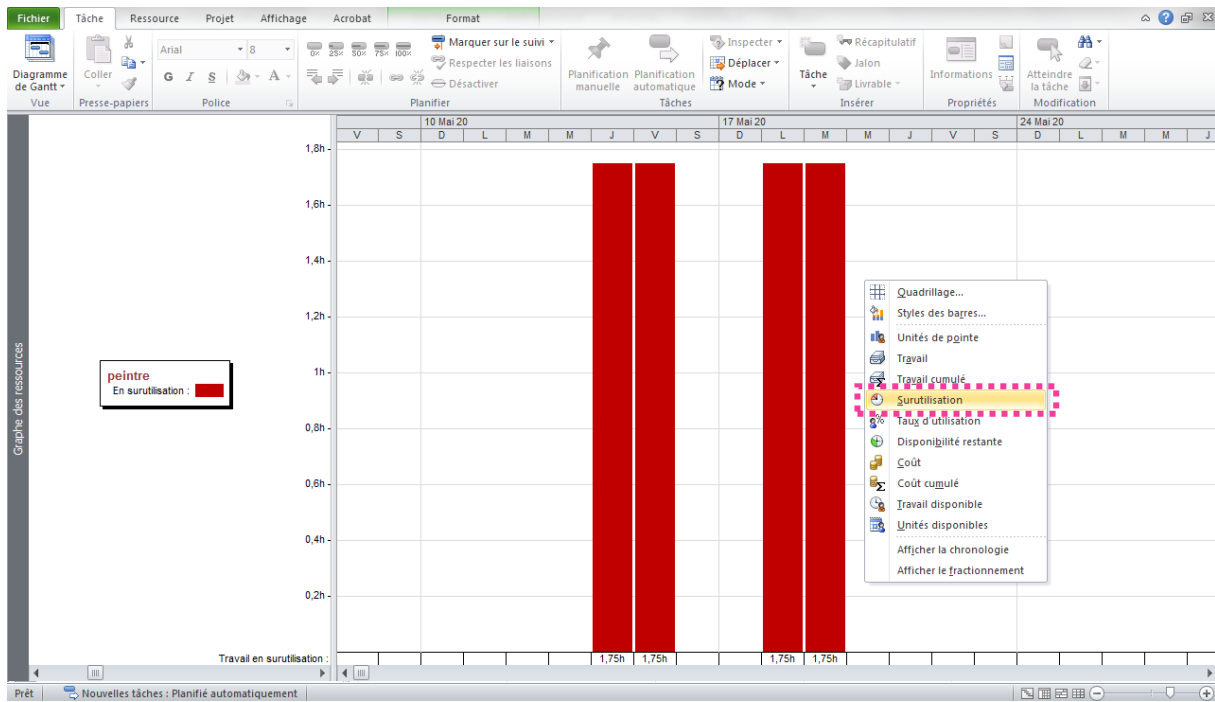 Fichier Tâche Ressource Projet Affichage Acrobat Format
Diagramme de Gantt
Vue
Coller
Presse-papiers
Arial 8
G I S A
Police
0% 25% 50% 75% 100%
Marquer sur le suivi
Respecter les liaisons
Désactiver
Planifier
Planification manuelle
Planification automatique
Tâches
Inspecter
Déplacer
Mode
Tâche
Récapitulatif
Jalon
Livrable
Insérer
Informations
Propriétés
Atteindre la tâche
Modification
10 Mai 20 17 Mai 20 24 Mai 20
V S D L M M J V S D L M M J V S D L M M J
1,8h
1,6h
1,4h
1,2h
1h
0,8h
0,6h
0,4h
0,2h
Graphe des ressources
peintre
En surutilisation :
Quadrillage...
Styles des barres...
Unités de pointe
Travail
Travail cumulé
Surutilisation
Taux d'utilisation
Disponibilité restante
Coût
Coût cumulé
Travail disponible
Unités disponibles
Afficher la chronologie
Afficher le fractionnement
Travail en surutilisation : 1,75h 1,75h 1,75h 1,75h
Prêt Nouvelles tâches : Planifié automatiquement